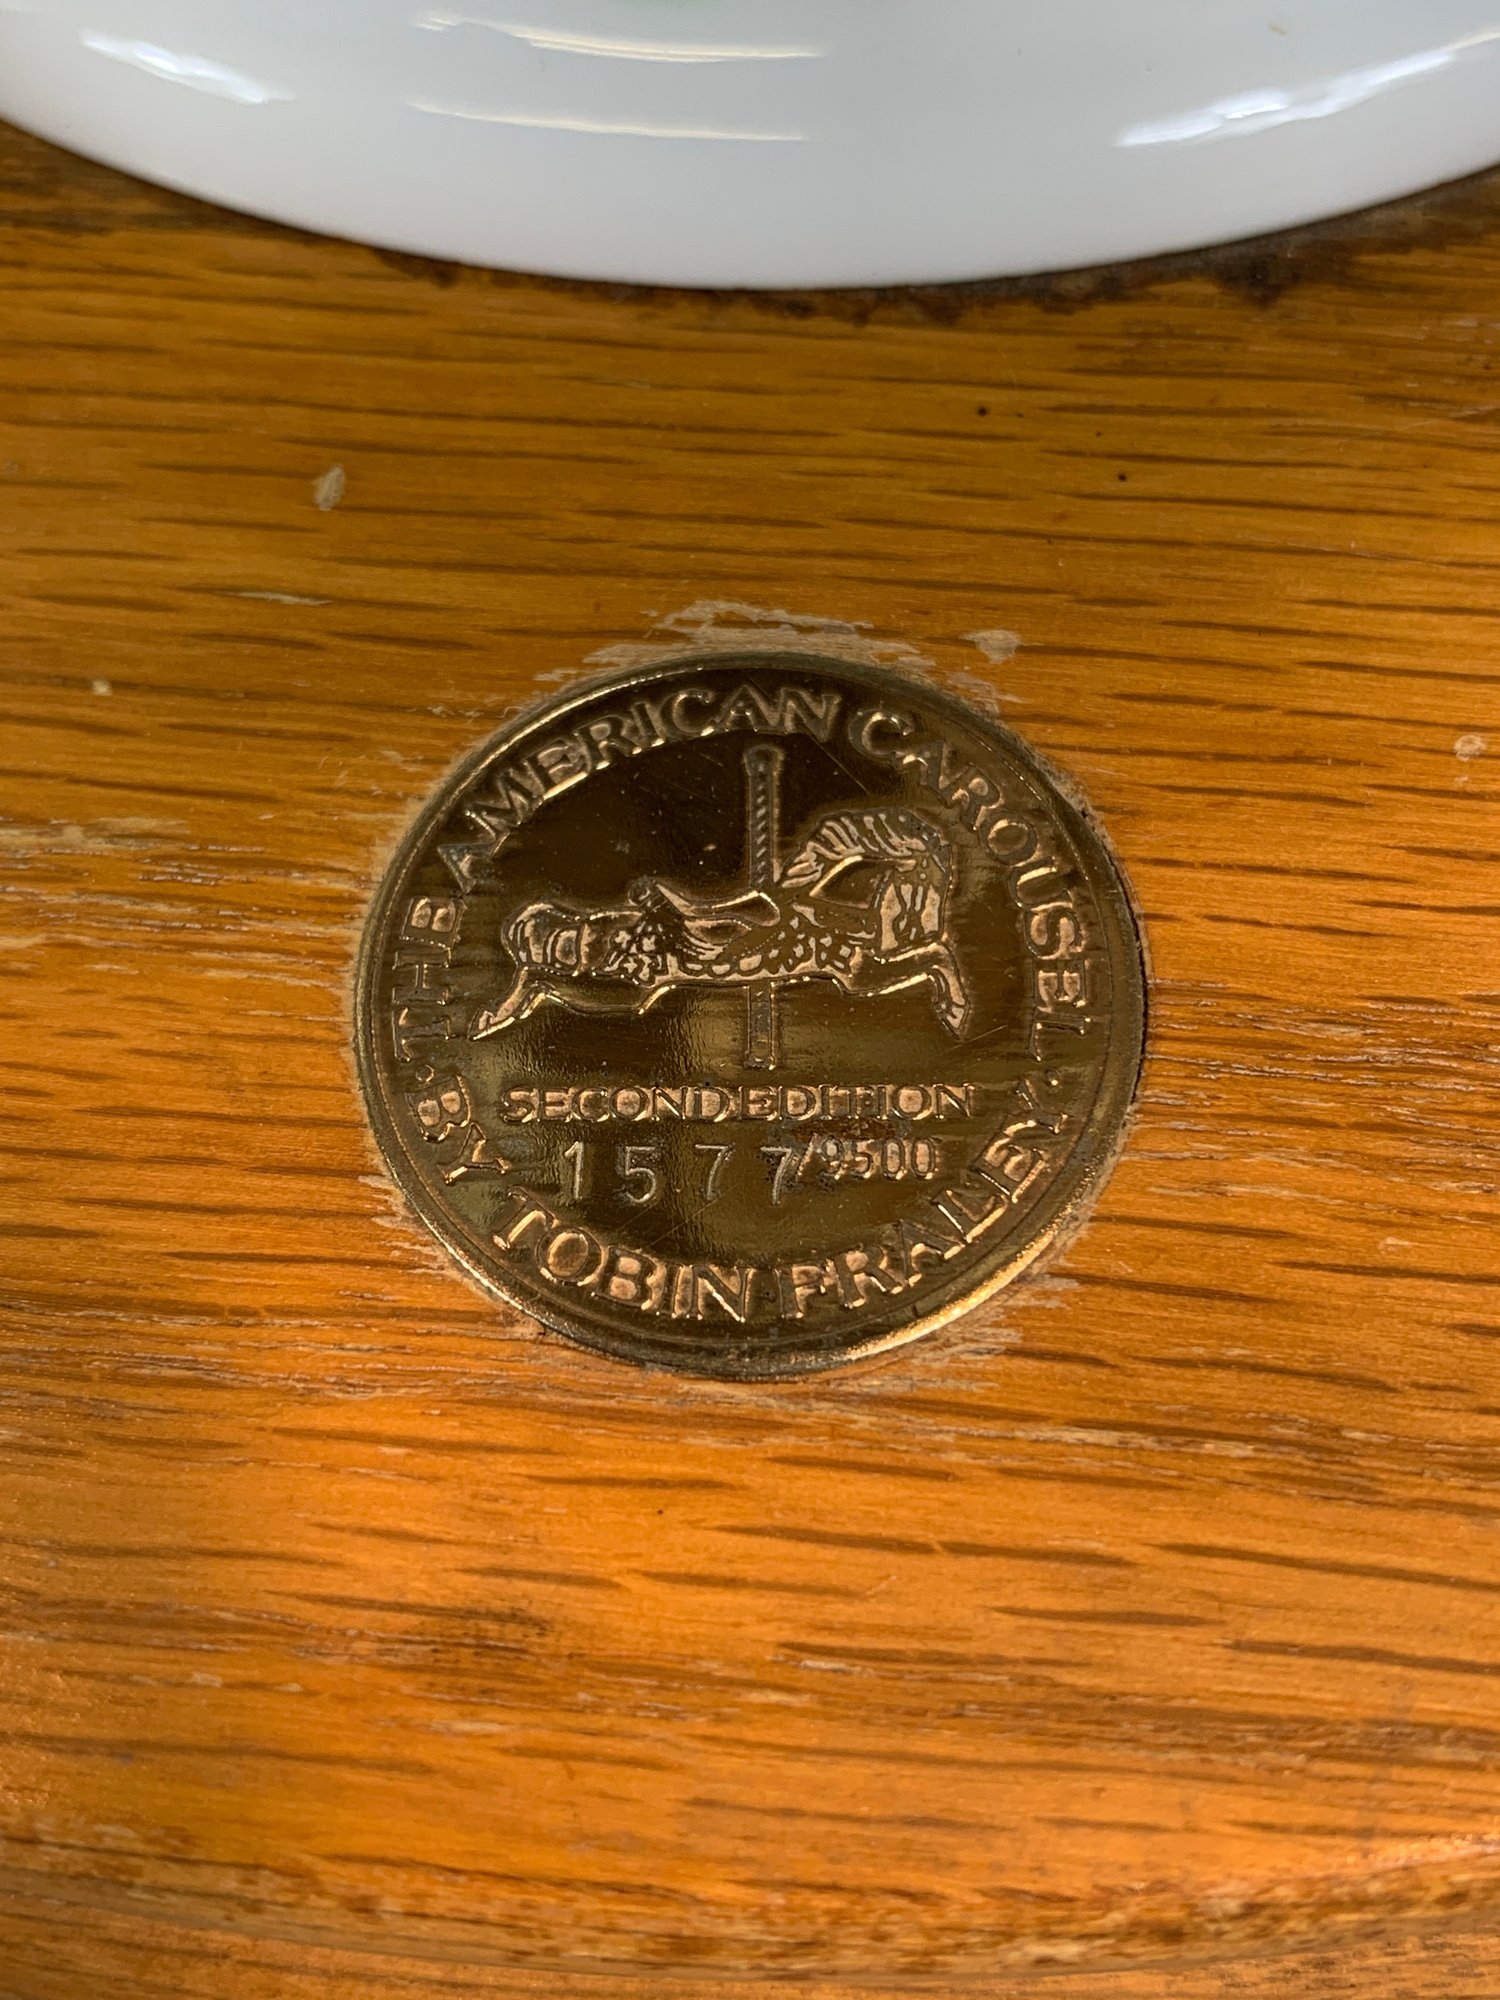 THE AMERICAN CAROUSEL
SECOND EDITION
1577/9500
· BY TOBIN FRALEY ·